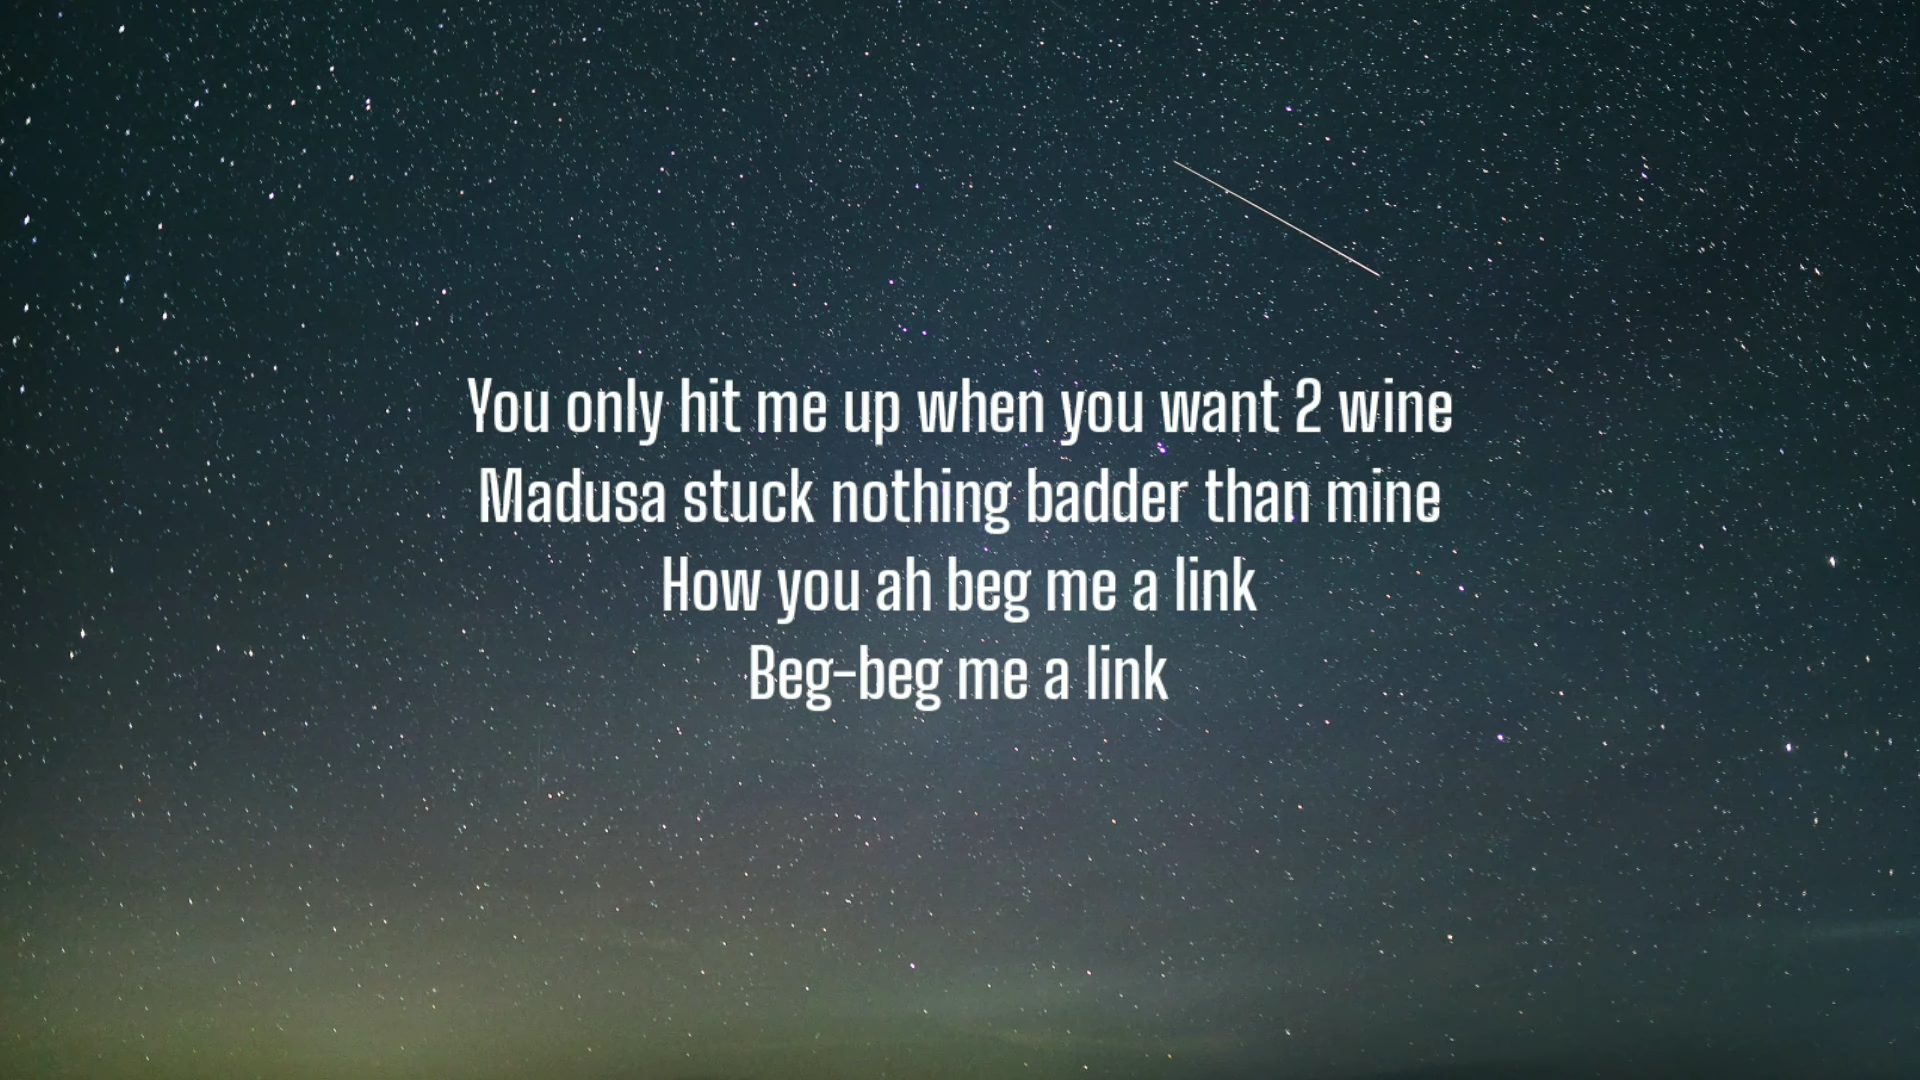 You only hit me up when you want 2 wine
Madusa stuck nothing badder than mine
How you ah beg me a link
Beg-beg me a link